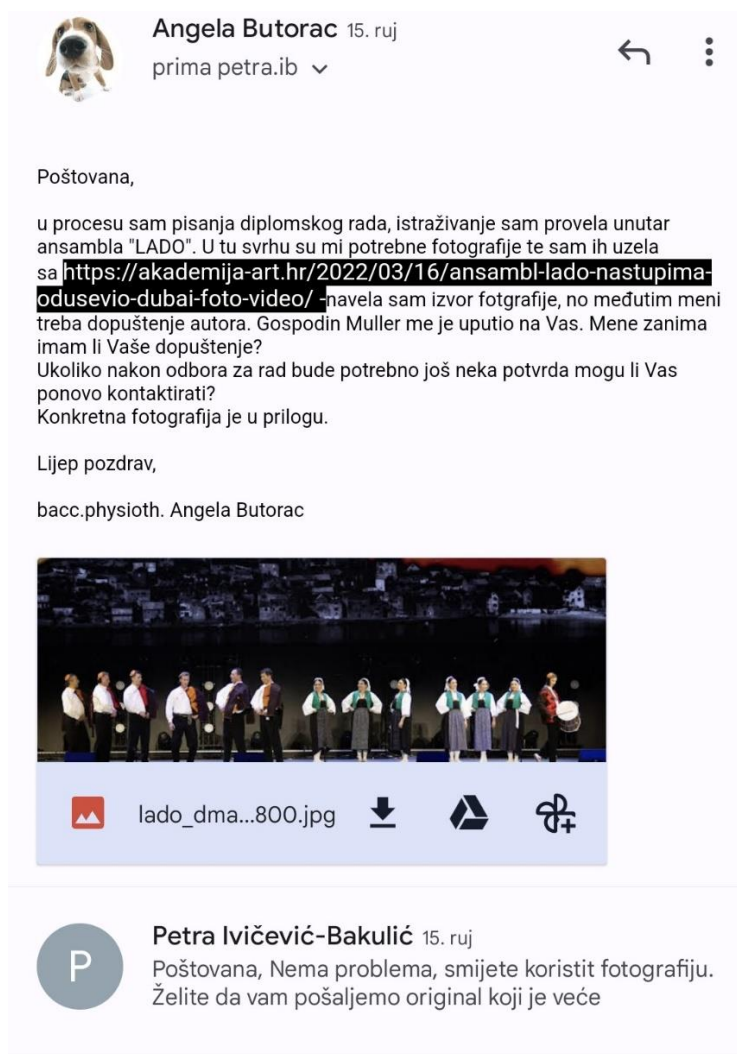 Angela Butorac 15. ruj
prima petra.ib
Poštovana,
u procesu sam pisanja diplomskog rada, istraživanje sam provela unutar
ansambla "LADO". U tu svrhu su mi potrebne fotografije te sam ih uzela
sa https://akademija-art.hr/2022/03/16/ansambl-lado-nastupima-
odusevio-dubai-foto-video/ -navela sam izvor fotgrafije, no međutim meni
treba dopuštenje autora. Gospodin Muller me je uputio na Vas. Mene zanima
imam li Vaše dopuštenje?
Ukoliko nakon odbora za rad bude potrebno još neka potvrda mogu li Vas
ponovo kontaktirati?
Konkretna fotografija je u prilogu.
Lijep pozdrav,
bacc.physioth. Angela Butorac
lado_dma...800.jpg
P
Petra Ivičević-Bakulić 15. ruj
Poštovana, Nema problema, smijete koristit fotografiju.
Želite da vam pošaljemo original koji je veće